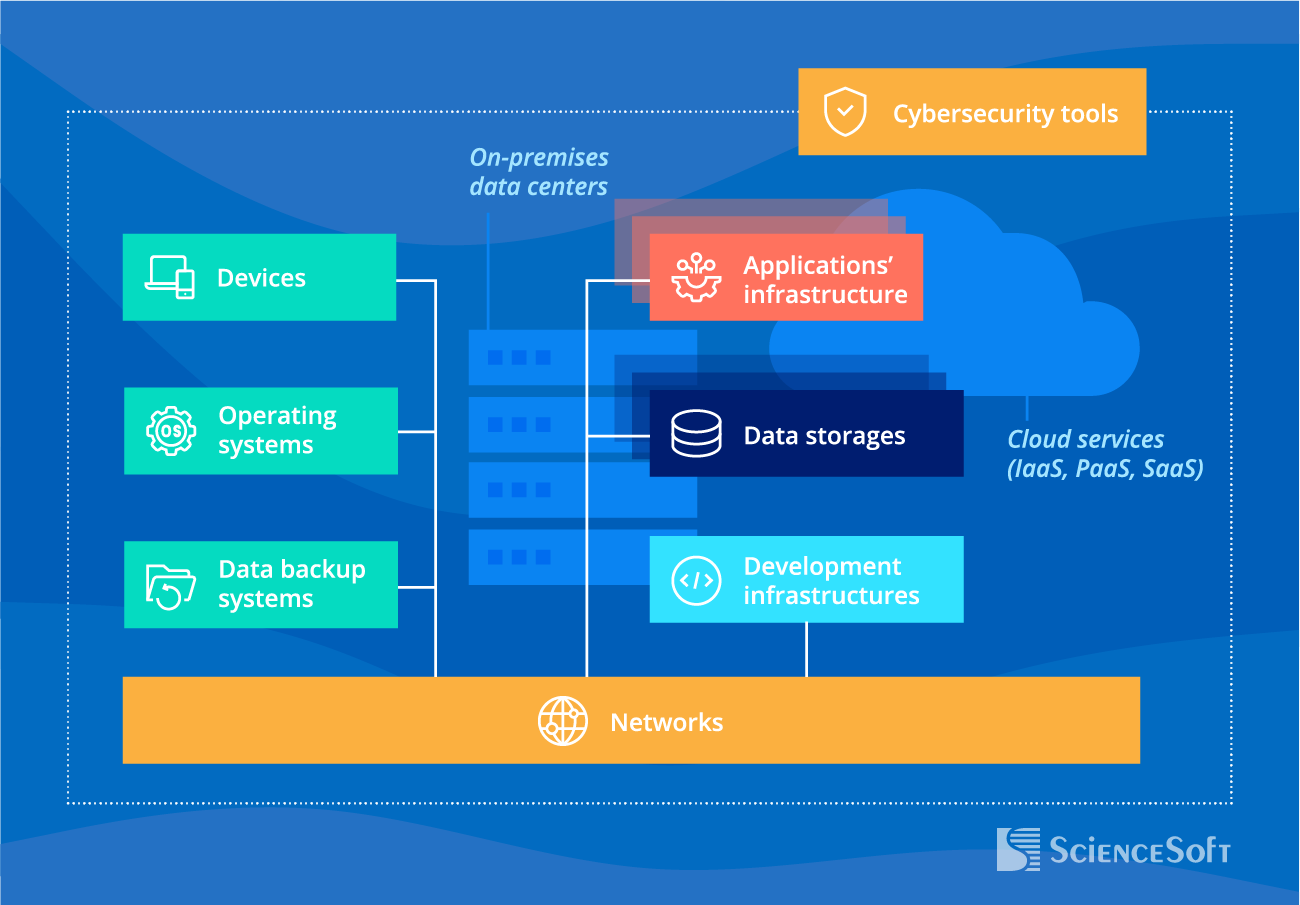 Cybersecurity tools
On-premises
data centers
Devices
Applications’
infrastructure
Operating
systems
OS
Data storages
Cloud services
(IaaS, PaaS, SaaS)
Data backup
systems
Development
infrastructures
</>
Networks
ScienceSoft